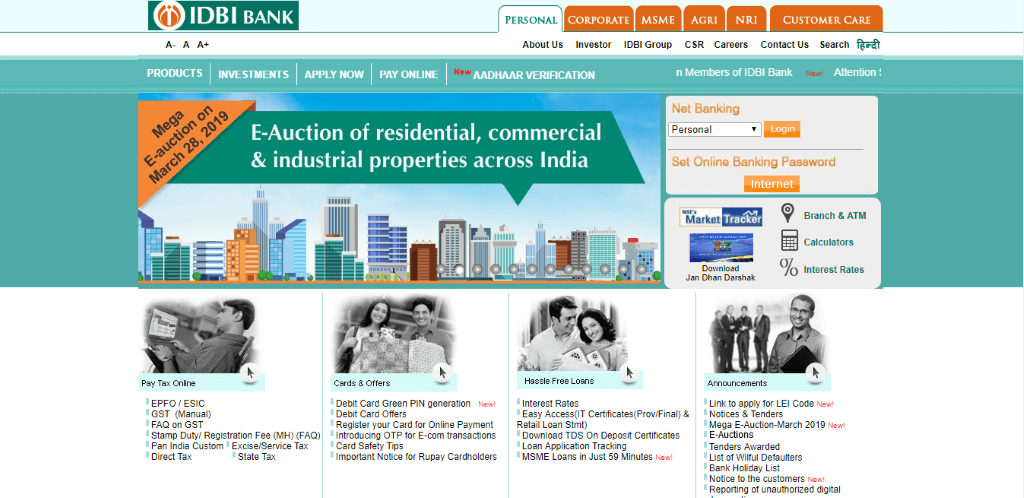 IDBI BANK
PERSONAL
CORPORATE
MSME
AGRI
NRI
CUSTOMER CARE
A- A A+
About Us Investor IDBI Group CSR Careers Contact Us Search हिन्दी
PRODUCTS INVESTMENTS APPLY NOW PAY ONLINE New AADHAAR VERIFICATION
n Members of IDBI Bank New! Attention
Mega
E-auction on
March 28, 2019
E-Auction of residential, commercial
& industrial properties across India
Net Banking
Personal Login
Set Online Banking Password
Internet
NSE's
Market Tracker
Download
Jan Dhan Darshak
Branch & ATM
Calculators
Interest Rates
Pay Tax Online
EPFO / ESIC
GST (Manual)
FAQ on GST
Stamp Duty/ Registration Fee (MH) (FAQ)
Pan India Custom Excise/Service Tax
Direct Tax State Tax
Cards & Offers
Debit Card Green PIN generation New!
Debit Card Offers
Register your Card for Online Payment
Introducing OTP for E-com transactions
Card Safety Tips
Important Notice for Rupay Cardholders
Hassle Free Loans
Interest Rates
Easy Access(IT Certificates(Prov/Final) &
Retail Loan Stmt)
Download TDS On Deposit Certificates
Loan Application Tracking
MSME Loans in Just 59 Minutes New!
Announcements
Link to apply for LEI Code New!
Notices & Tenders
Mega E-Auction-March 2019 New!
E-Auctions
Tenders Awarded
List of Wilful Defaulters
Bank Holiday List
Notice to the customers New!
Reporting of unauthorized digital